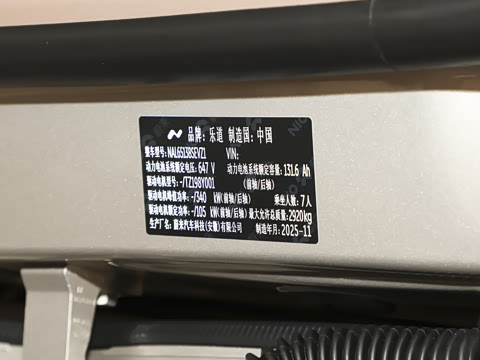 品牌: 乐道 制造国: 中国
整车型号: NAL6523BSEVZ1 VIN:
动力电池系统额定电压: 647 V 动力电池系统额定容量: 131.6 Ah
驱动电机型号: -/TZ198Y001 (前轴/后轴)
驱动电机峰值功率: -/340 kW(前轴/后轴) 乘坐人数: 7人
驱动电机额定功率: -/105 kW(前轴/后轴) 最大允许总质量: 2920kg
生产厂名: 蔚来汽车科技(安徽)有限公司 制造年月: 2025-11